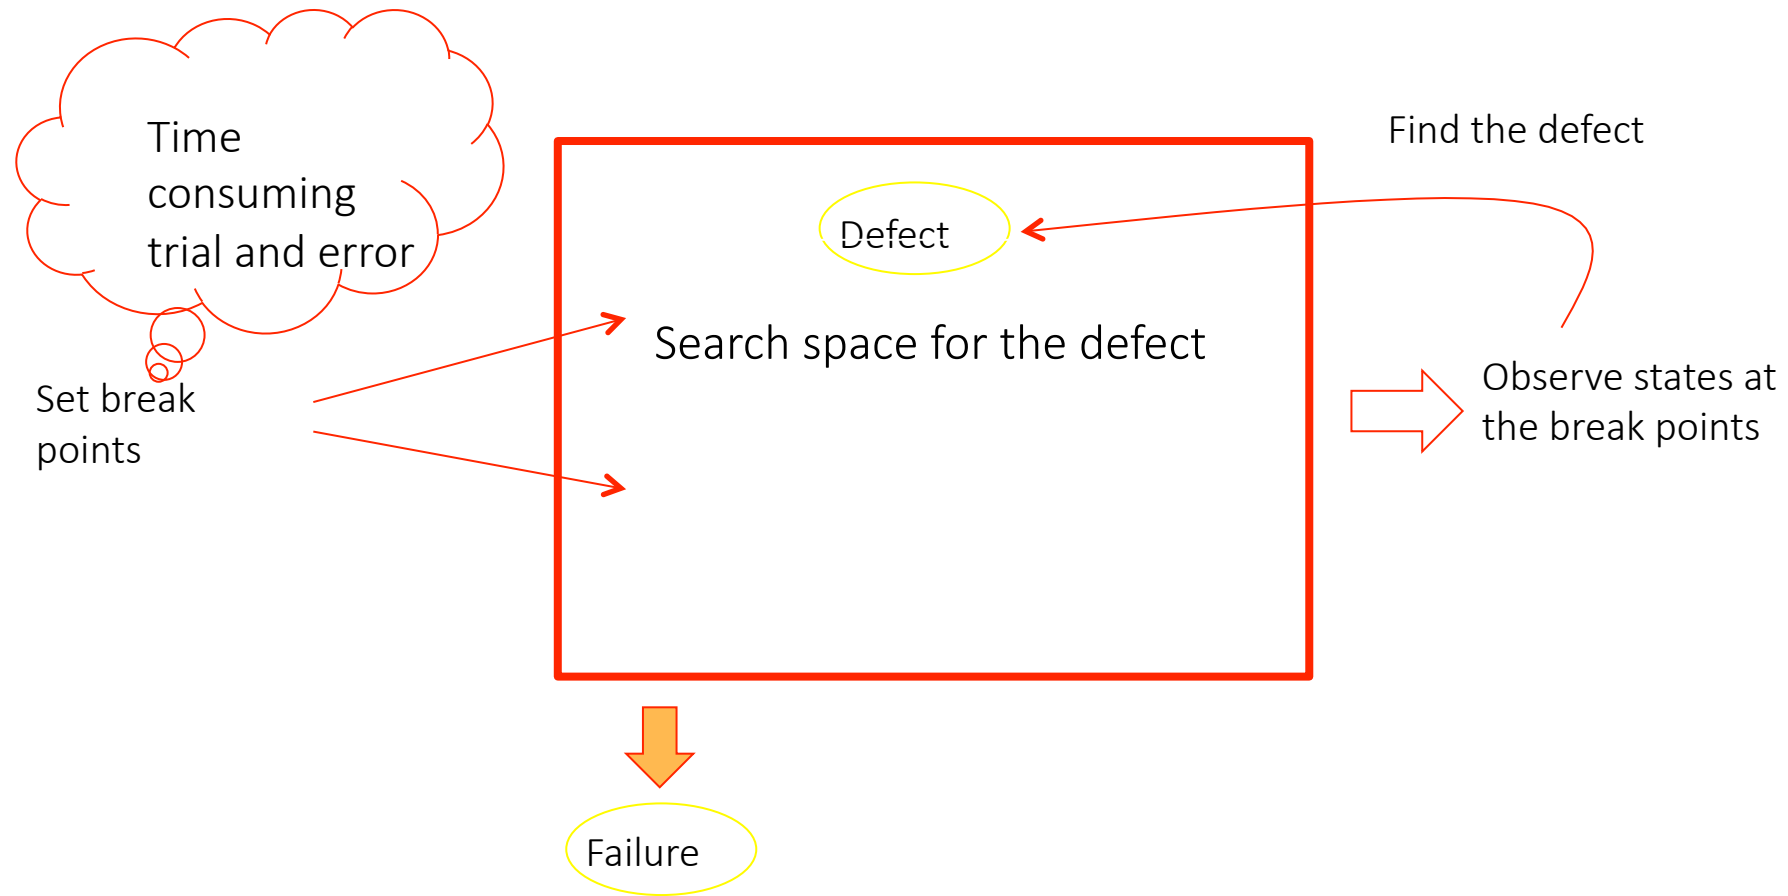 Time
consuming
trial and error
Set break
points
Defect
Search space for the defect
Find the defect
Observe states at
the break points
Failure